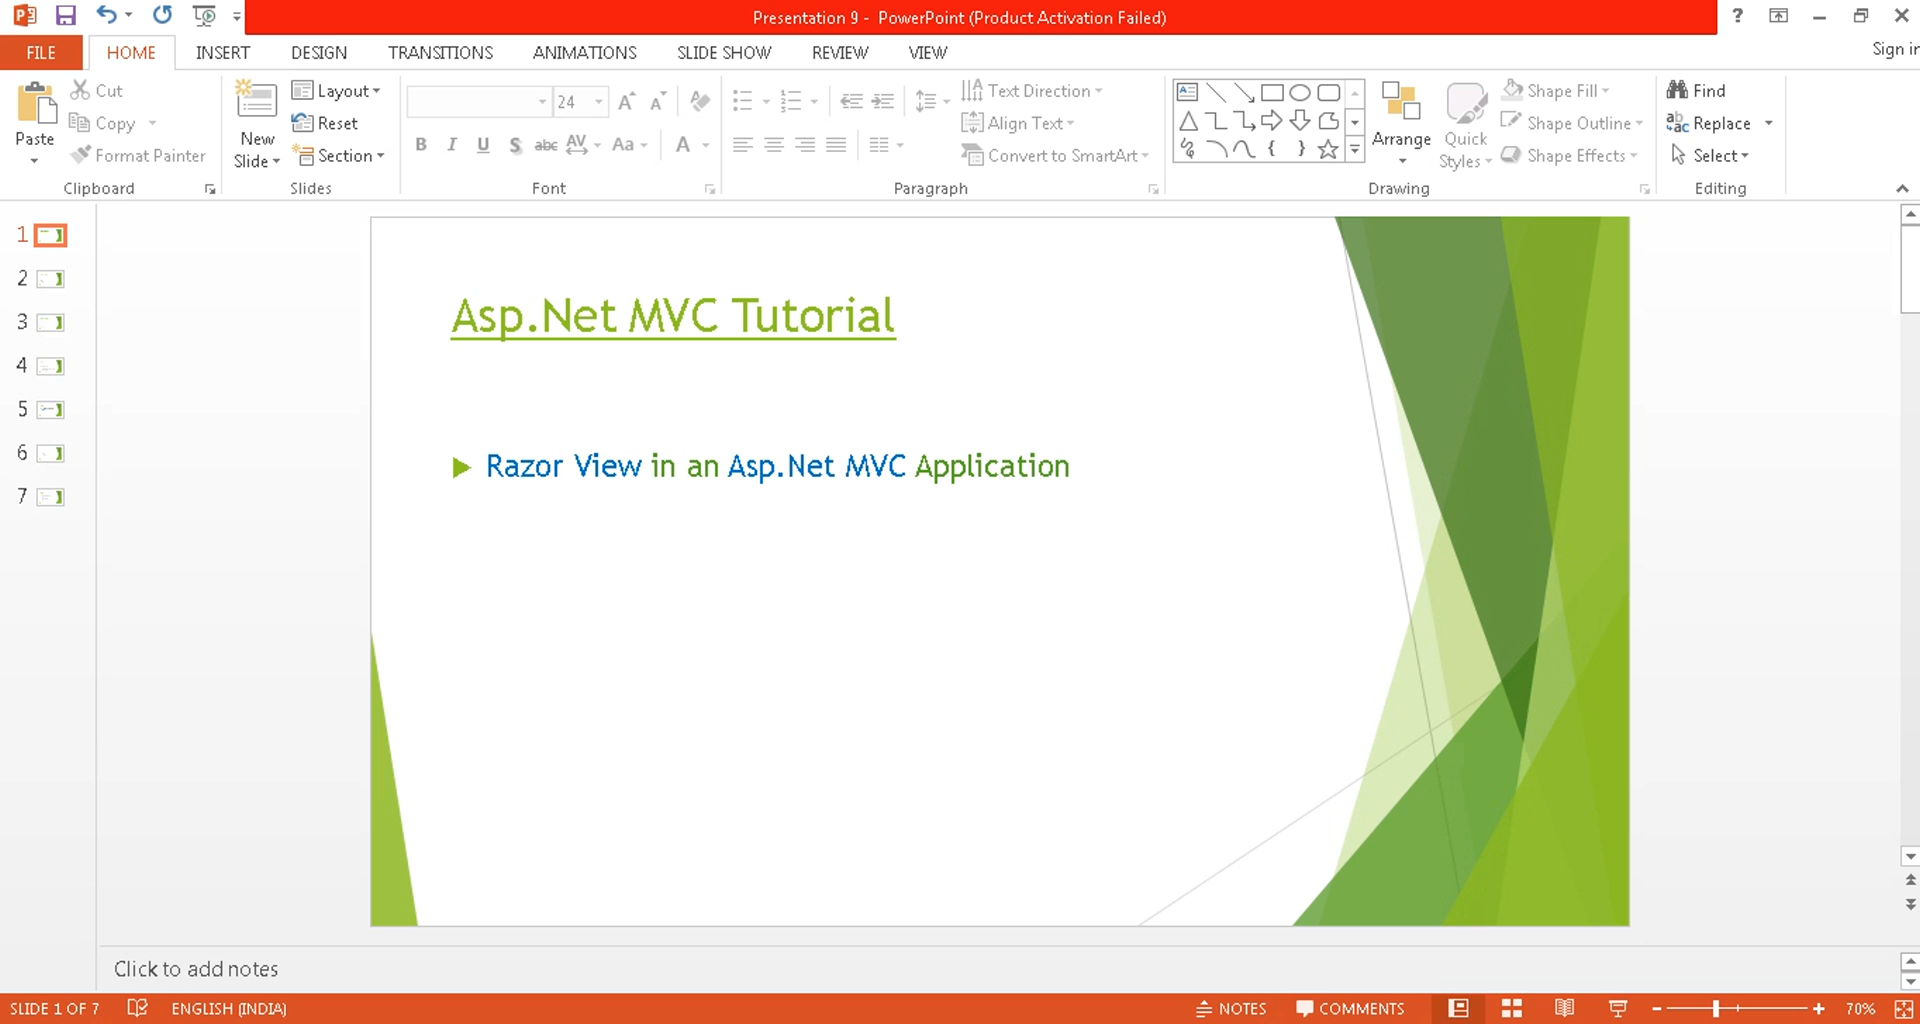 Presentation 9 - PowerPoint (Product Activation Failed)
?
FILE HOME INSERT DESIGN TRANSITIONS ANIMATIONS SLIDE SHOW REVIEW VIEW Sign in
Paste
Cut
Copy
Format Painter
Clipboard
New
Slide
Layout
Reset
Section
Slides
24
B I U S abc AV Aa A
Font
Text Direction
Align Text
Convert to SmartArt
Paragraph
Arrange
Quick
Styles
Shape Fill
Shape Outline
Shape Effects
Drawing
Find
Replace
Select
Editing
1
2
3
4
5
6
7
Asp.Net MVC Tutorial
Razor View in an Asp.Net MVC Application
Click to add notes
SLIDE 1 OF 7 ENGLISH (INDIA) NOTES COMMENTS 70%